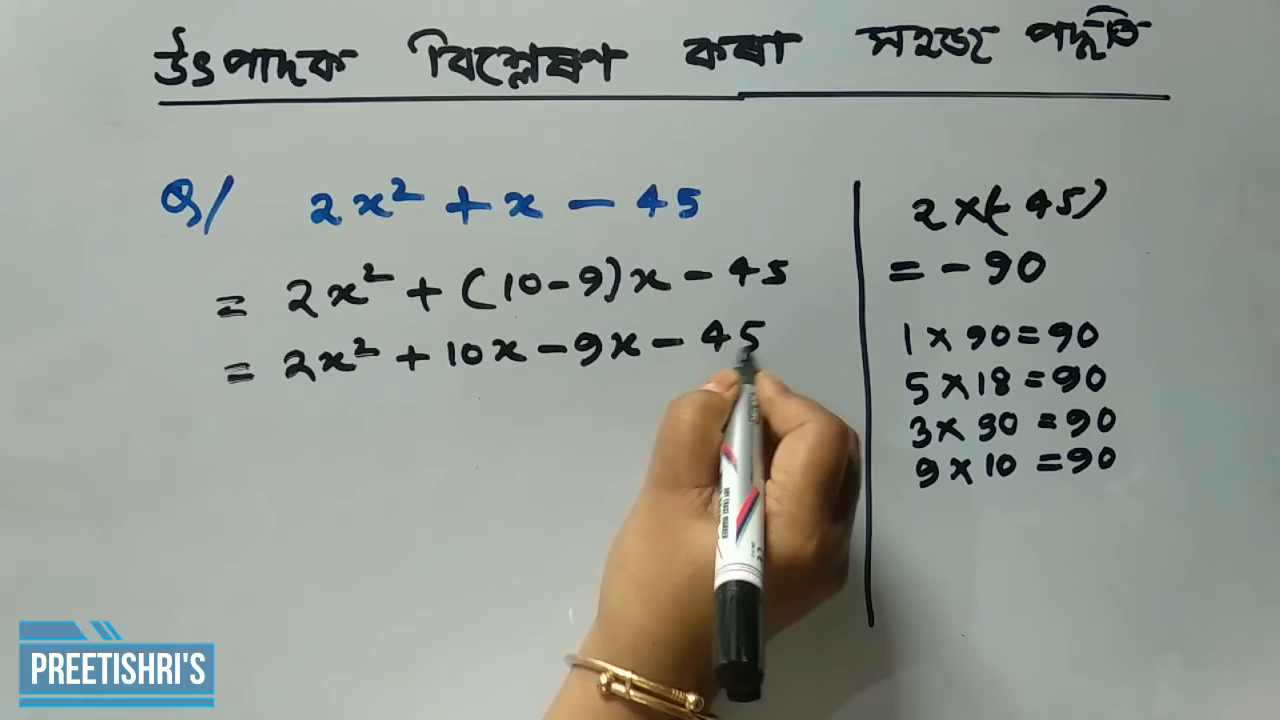 উৎপাদক বিশ্লেষণ কৰা সহজ পদ্ধতি
Q/ 2x² + x - 45
= 2x² + (10-9)x - 45
= 2x² + 10x - 9x - 45
2×(-45)
= - 90
1 × 90 = 90
5 × 18 = 90
3 × 30 = 90
9 × 10 = 90
PREETISHRI'S